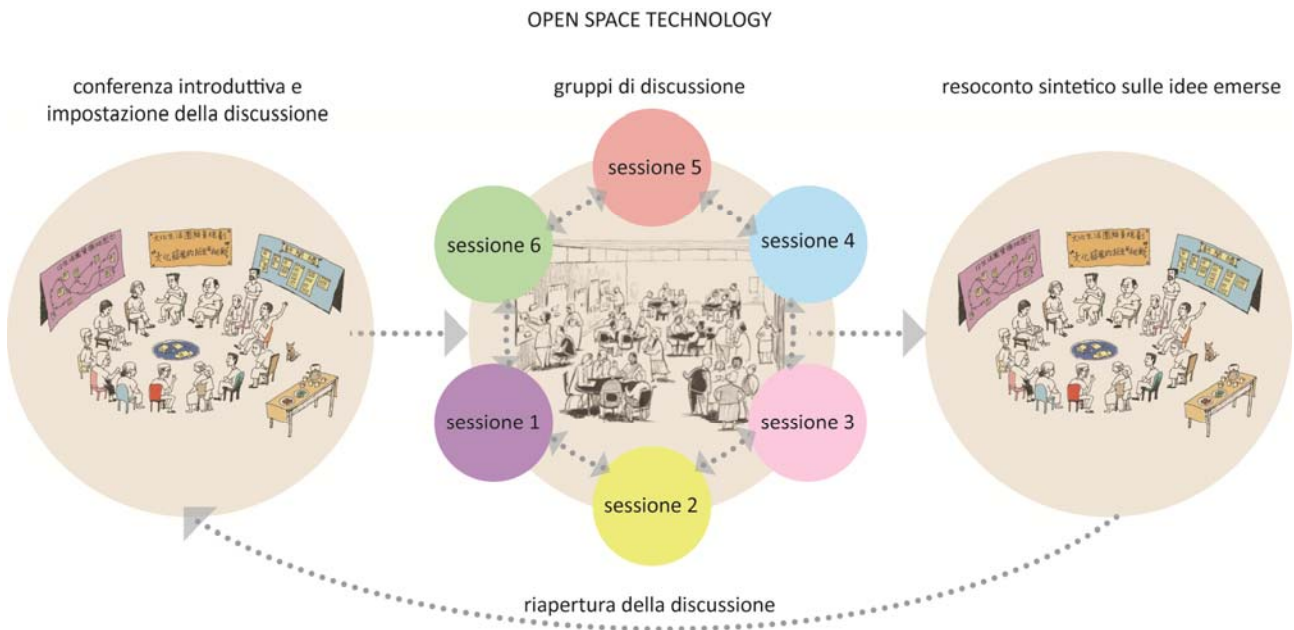 OPEN SPACE TECHNOLOGY
conferenza introduttiva e
impostazione della discussione
gruppi di discussione
resoconto sintetico sulle idee emerse
sessione 5
sessione 6
sessione 4
sessione 1
sessione 3
sessione 2
riapertura della discussione